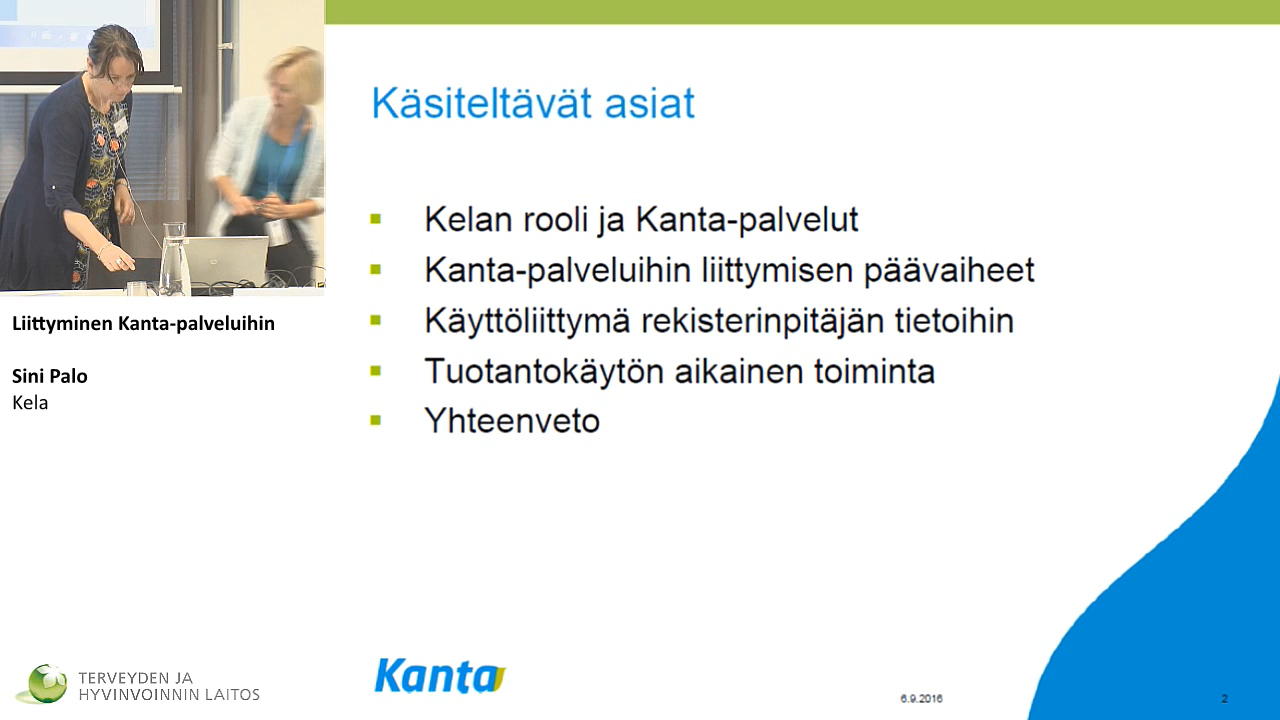 Käsiteltävät asiat
Kelan rooli ja Kanta-palvelut
Kanta-palveluihin liittymisen päävaiheet
Käyttöliittymä rekisterinpitäjän tietoihin
Tuotantokäytön aikainen toiminta
Yhteenveto
Liittyminen Kanta-palveluihin
Sini Palo
Kela
TERVEYDEN JA
HYVINVOINNIN LAITOS
Kanta
6.9.2016
2